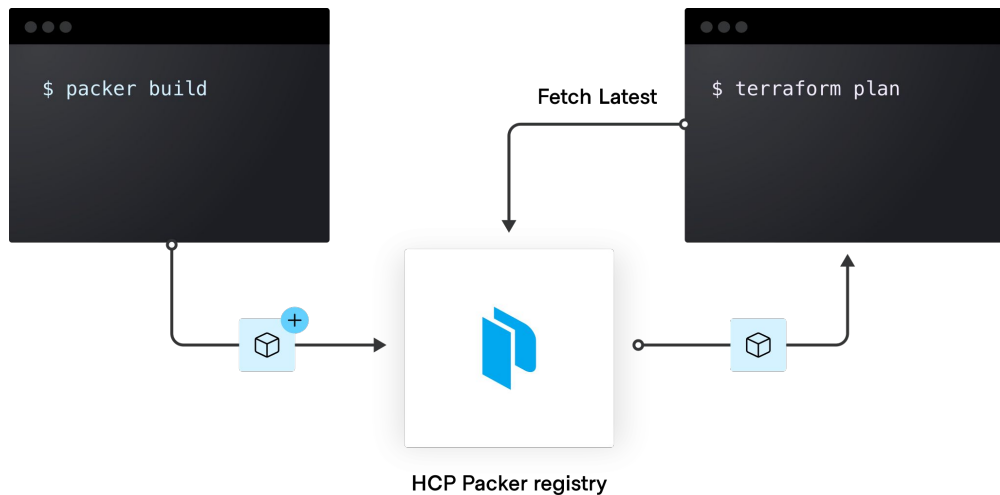 $ packer build
Fetch Latest
$ terraform plan
HCP Packer registry